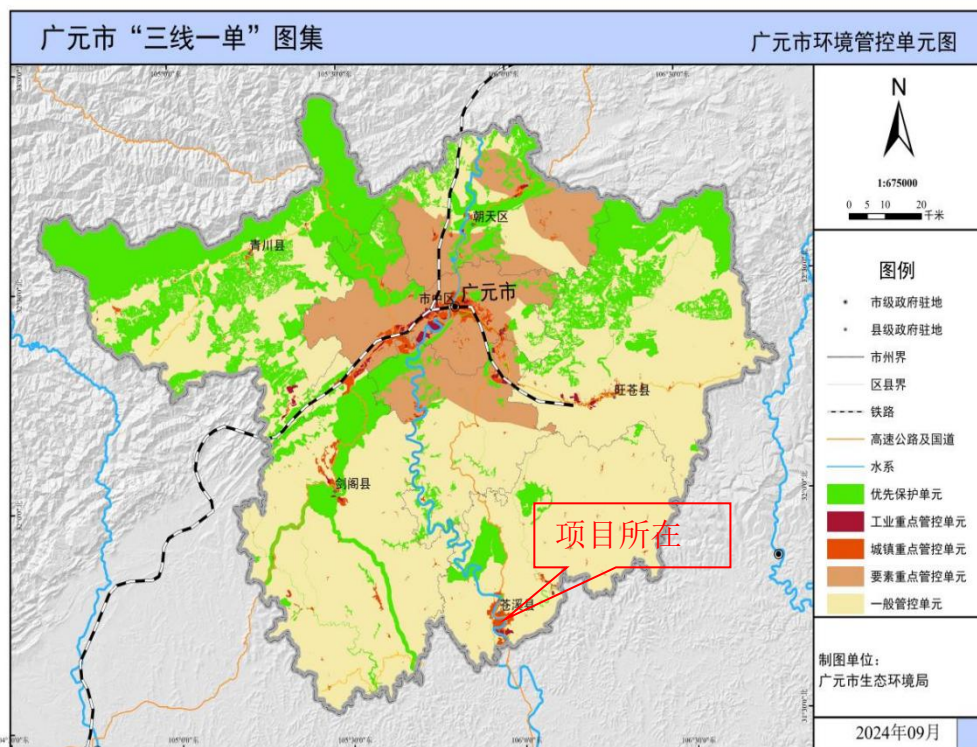 广元市“三线一单”图集
广元市环境管控单元图
N
1:675000
0 5 10 20
千米
图例
市级政府驻地
县级政府驻地
市州界
区县界
铁路
高速公路及国道
水系
优先保护单元
工业重点管控单元
城镇重点管控单元
要素重点管控单元
一般管控单元
制图单位：
广元市生态环境局
2024年09月
朝天区
青川县
市中区
广元市
旺苍县
剑阁县
项目所在
苍溪县